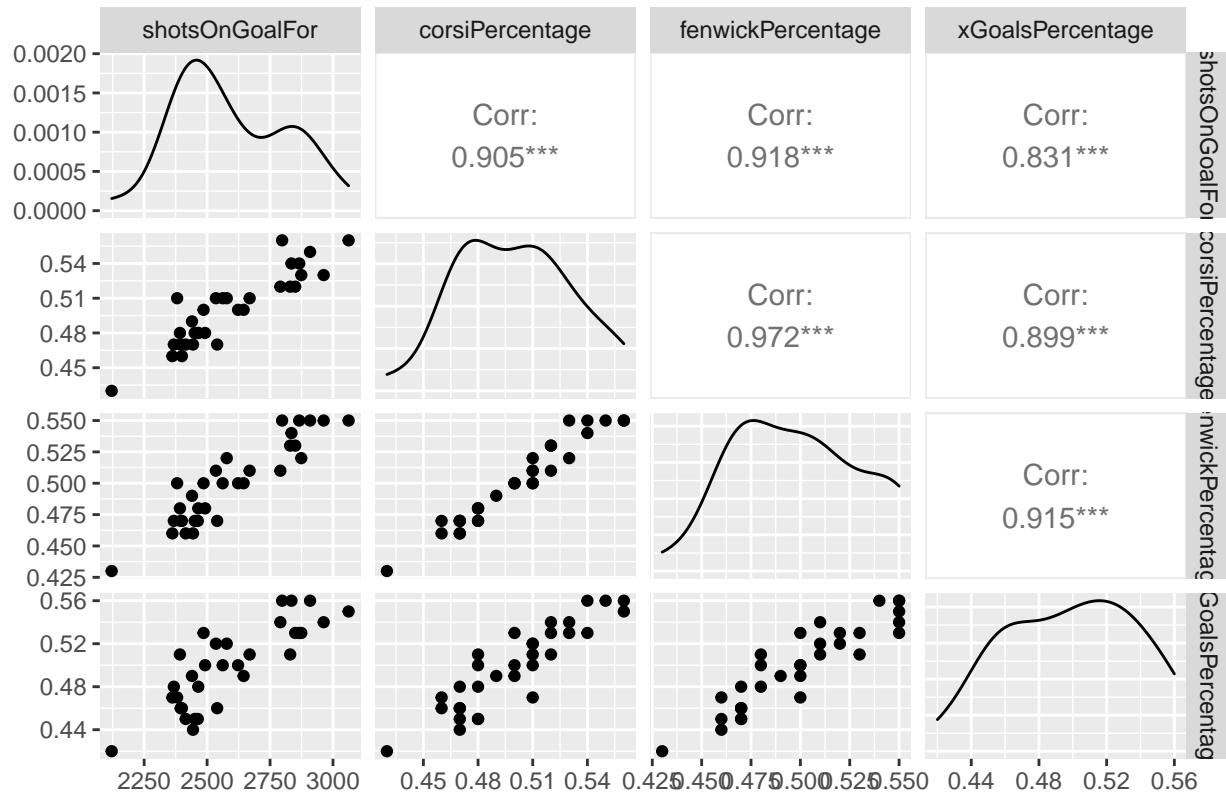 shotsOnGoalFor
corsiPercentage
fenwickPercentage
xGoalsPercentage
0.0020
0.0015
0.0010
0.0005
0.0000
Corr:
0.905***
Corr:
0.918***
Corr:
0.831***
shotsOnGoalFor
0.54
0.51
0.48
0.45
Corr:
0.972***
Corr:
0.899***
corsiPercentage
0.550
0.525
0.500
0.475
0.450
0.425
Corr:
0.915***
nwickPercentag
0.56
0.52
0.48
0.44
GoalsPercentag
2250 2500 2750 3000
0.45 0.48 0.51 0.54
0.425 0.450 0.475 0.500 0.525 0.550
0.44 0.48 0.52 0.56